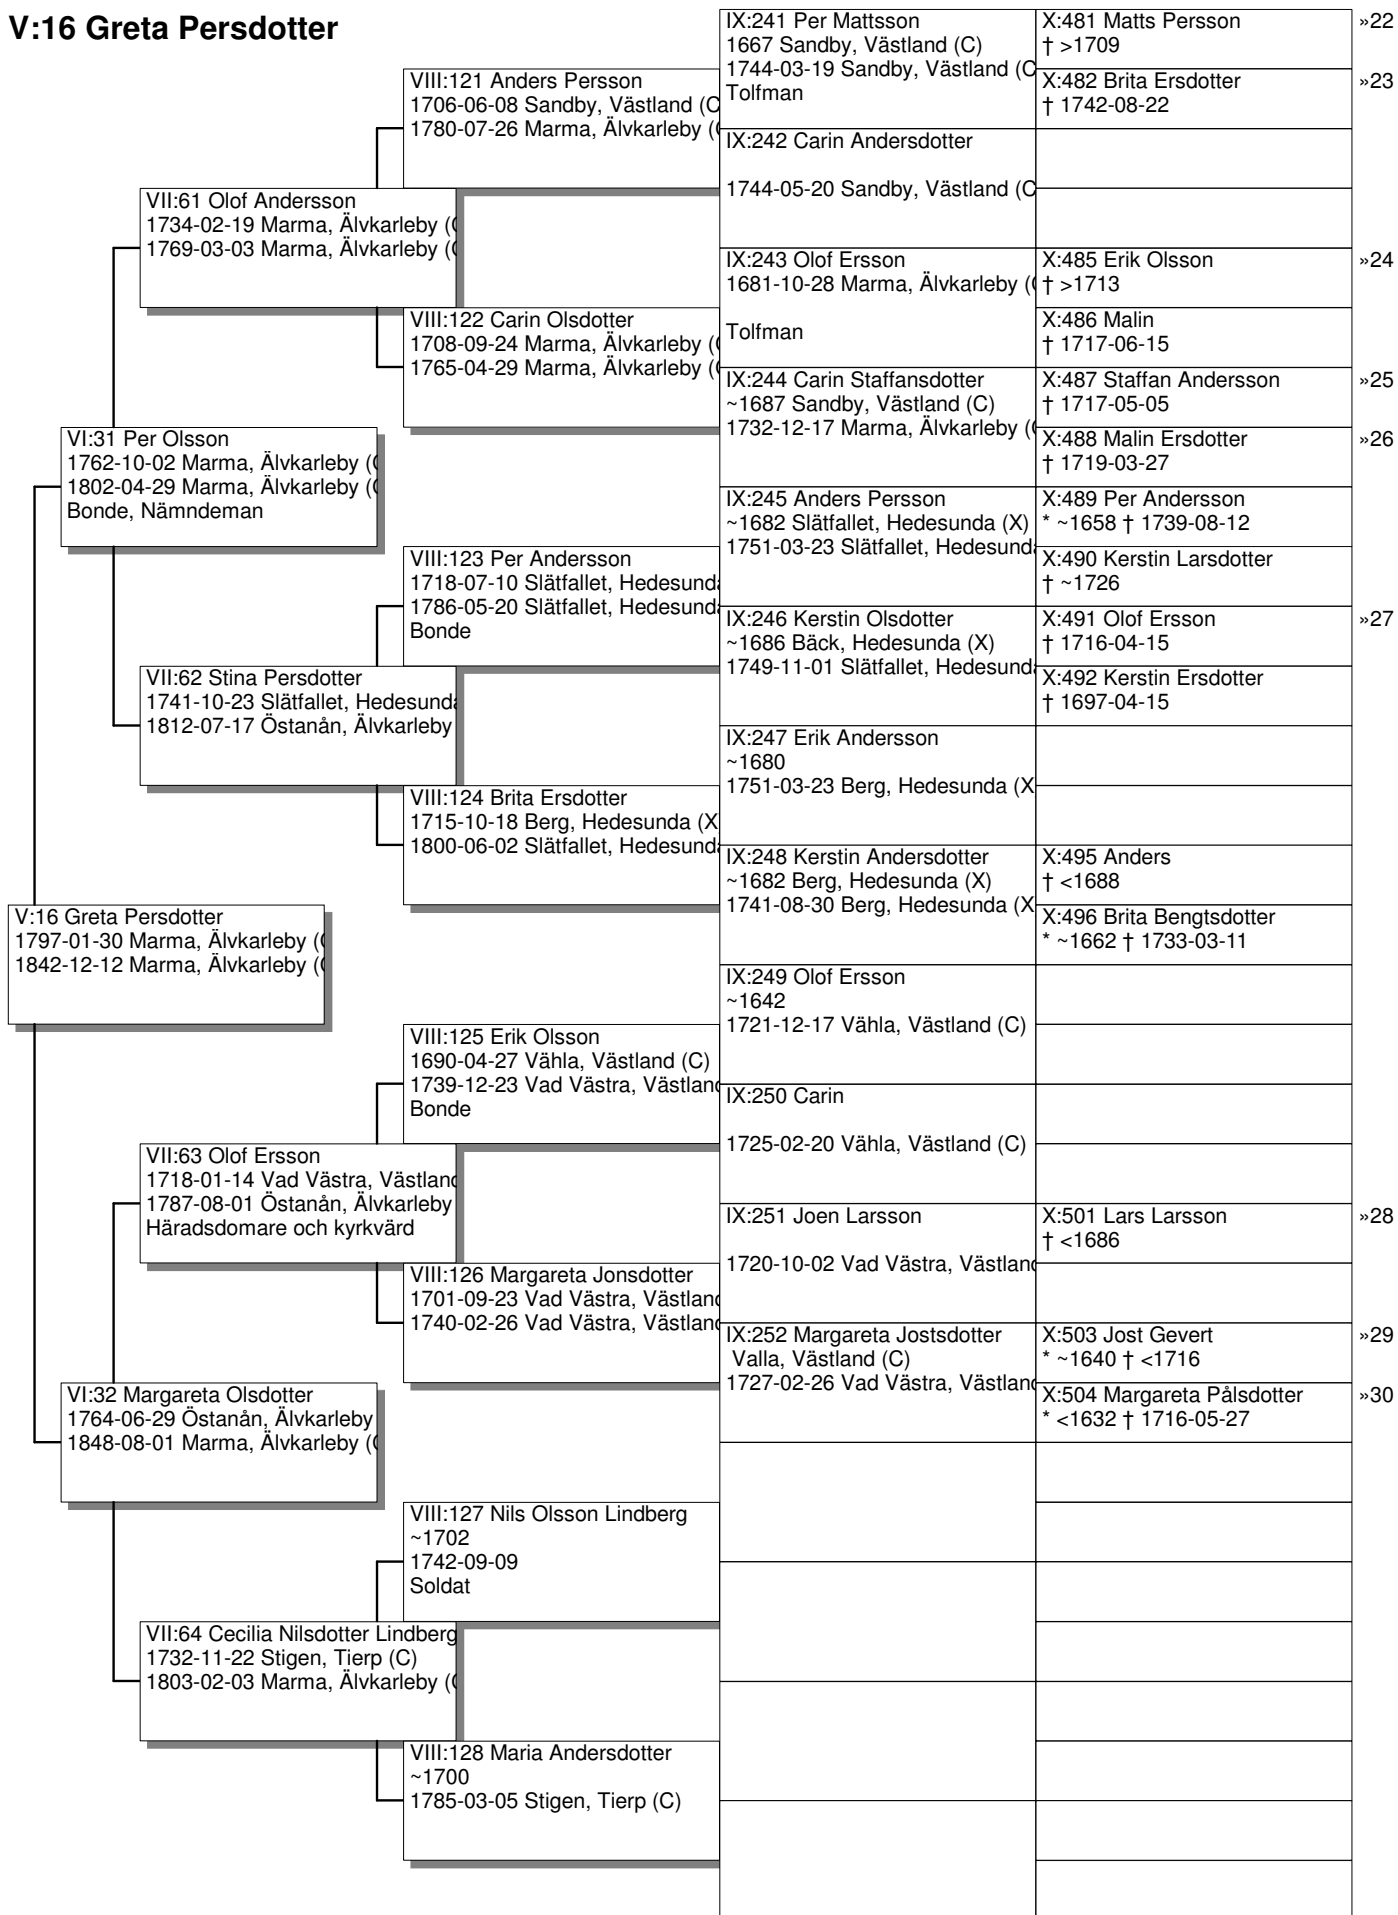 V:16 Greta Persdotter
V:16 Greta Persdotter
1797-01-30 Marma, Älvkarleby (
1842-12-12 Marma, Älvkarleby (
VI:31 Per Olsson
1762-10-02 Marma, Älvkarleby (
1802-04-29 Marma, Älvkarleby (
Bonde, Nämndeman
VI:32 Margareta Olsdotter
1764-06-29 Östanån, Älvkarleby
1848-08-01 Marma, Älvkarleby (
VII:61 Olof Andersson
1734-02-19 Marma, Älvkarleby (
1769-03-03 Marma, Älvkarleby (
VII:62 Stina Persdotter
1741-10-23 Slätfallet, Hedesunda
1812-07-17 Östanån, Älvkarleby
VII:63 Olof Ersson
1718-01-14 Vad Västra, Västland
1787-08-01 Östanån, Älvkarleby
Häradsdomare och kyrkvärd
VII:64 Cecilia Nilsdotter Lindberg
1732-11-22 Stigen, Tierp (C)
1803-02-03 Marma, Älvkarleby (
VIII:121 Anders Persson
1706-06-08 Sandby, Västland (C
1780-07-26 Marma, Älvkarleby (
VIII:122 Carin Olsdotter
1708-09-24 Marma, Älvkarleby (
1765-04-29 Marma, Älvkarleby (
VIII:123 Per Andersson
1718-07-10 Slätfallet, Hedesunda
1786-05-20 Slätfallet, Hedesunda
Bonde
VIII:124 Brita Ersdotter
1715-10-18 Berg, Hedesunda (X
1800-06-02 Slätfallet, Hedesunda
VIII:125 Erik Olsson
1690-04-27 Vähla, Västland (C)
1739-12-23 Vad Västra, Västland
Bonde
VIII:126 Margareta Jonsdotter
1701-09-23 Vad Västra, Västland
1740-02-26 Vad Västra, Västland
VIII:127 Nils Olsson Lindberg
~1702
1742-09-09
Soldat
VIII:128 Maria Andersdotter
~1700
1785-03-05 Stigen, Tierp (C)
IX:241 Per Mattsson
1667 Sandby, Västland (C)
1744-03-19 Sandby, Västland (C
Tolfman
IX:242 Carin Andersdotter
1744-05-20 Sandby, Västland (C
IX:243 Olof Ersson
1681-10-28 Marma, Älvkarleby (
Tolfman
IX:244 Carin Staffansdotter
~1687 Sandby, Västland (C)
1732-12-17 Marma, Älvkarleby (
IX:245 Anders Persson
~1682 Slätfallet, Hedesunda (X)
1751-03-23 Slätfallet, Hedesunda
IX:246 Kerstin Olsdotter
~1686 Bäck, Hedesunda (X)
1749-11-01 Slätfallet, Hedesunda
IX:247 Erik Andersson
~1680
1751-03-23 Berg, Hedesunda (X
IX:248 Kerstin Andersdotter
~1682 Berg, Hedesunda (X)
1741-08-30 Berg, Hedesunda (X
IX:249 Olof Ersson
~1642
1721-12-17 Vähla, Västland (C)
IX:250 Carin
1725-02-20 Vähla, Västland (C)
IX:251 Joen Larsson
1720-10-02 Vad Västra, Västland
IX:252 Margareta Jostsdotter
Valla, Västland (C)
1727-02-26 Vad Västra, Västland
X:481 Matts Persson »22
† >1709
X:482 Brita Ersdotter »23
† 1742-08-22
X:485 Erik Olsson »24
† >1713
X:486 Malin
† 1717-06-15
X:487 Staffan Andersson »25
† 1717-05-05
X:488 Malin Ersdotter »26
† 1719-03-27
X:489 Per Andersson
* ~1658 † 1739-08-12
X:490 Kerstin Larsdotter
† ~1726
X:491 Olof Ersson »27
† 1716-04-15
X:492 Kerstin Ersdotter
† 1697-04-15
X:495 Anders
† <1688
X:496 Brita Bengtsdotter
* ~1662 † 1733-03-11
X:501 Lars Larsson »28
† <1686
X:503 Jost Gevert »29
* ~1640 † <1716
X:504 Margareta Pålsdotter »30
* <1632 † 1716-05-27